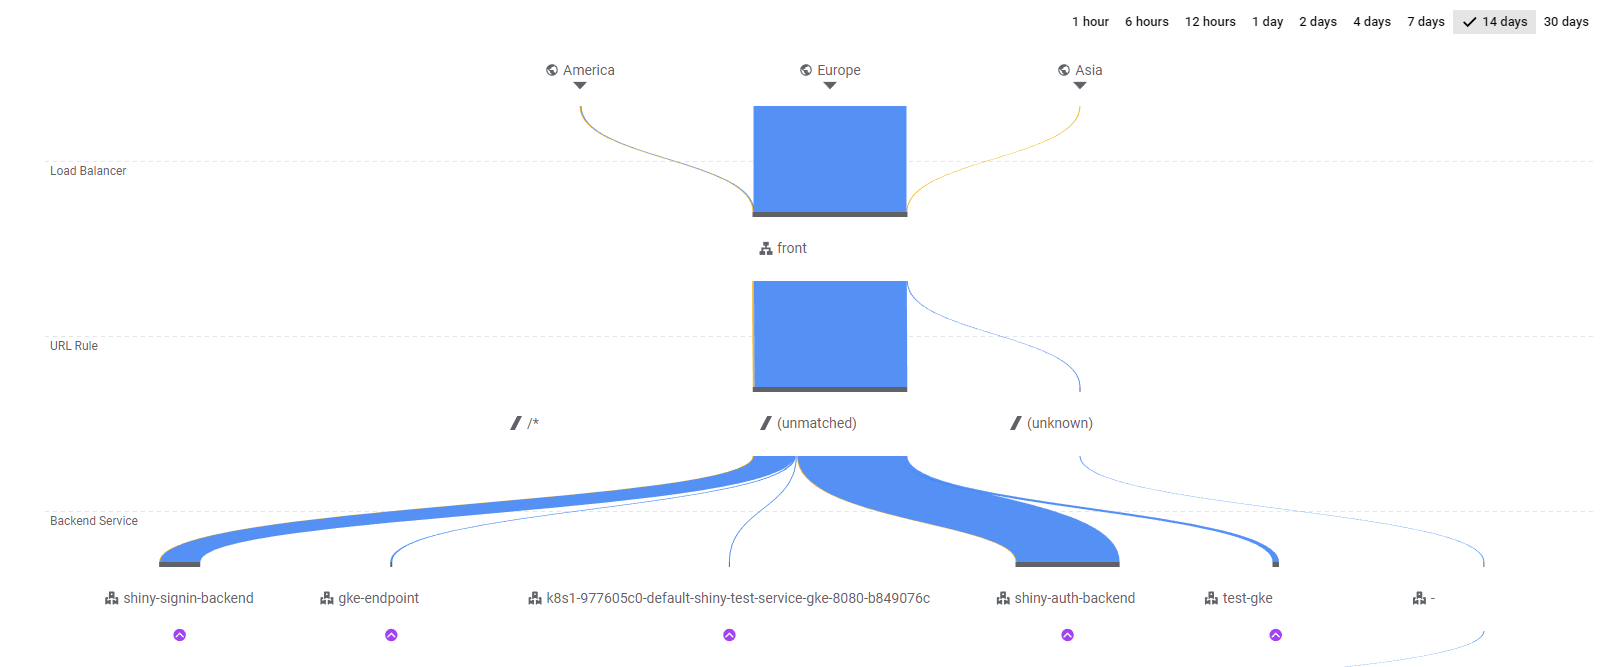 1 hour 6 hours 12 hours 1 day 2 days 4 days 7 days 14 days 30 days
America Europe Asia
Load Balancer
front
URL Rule
/* (unmatched) (unknown)
Backend Service
shiny-signin-backend gke-endpoint k8s1-977605c0-default-shiny-test-service-gke-8080-b849076c shiny-auth-backend test-gke -